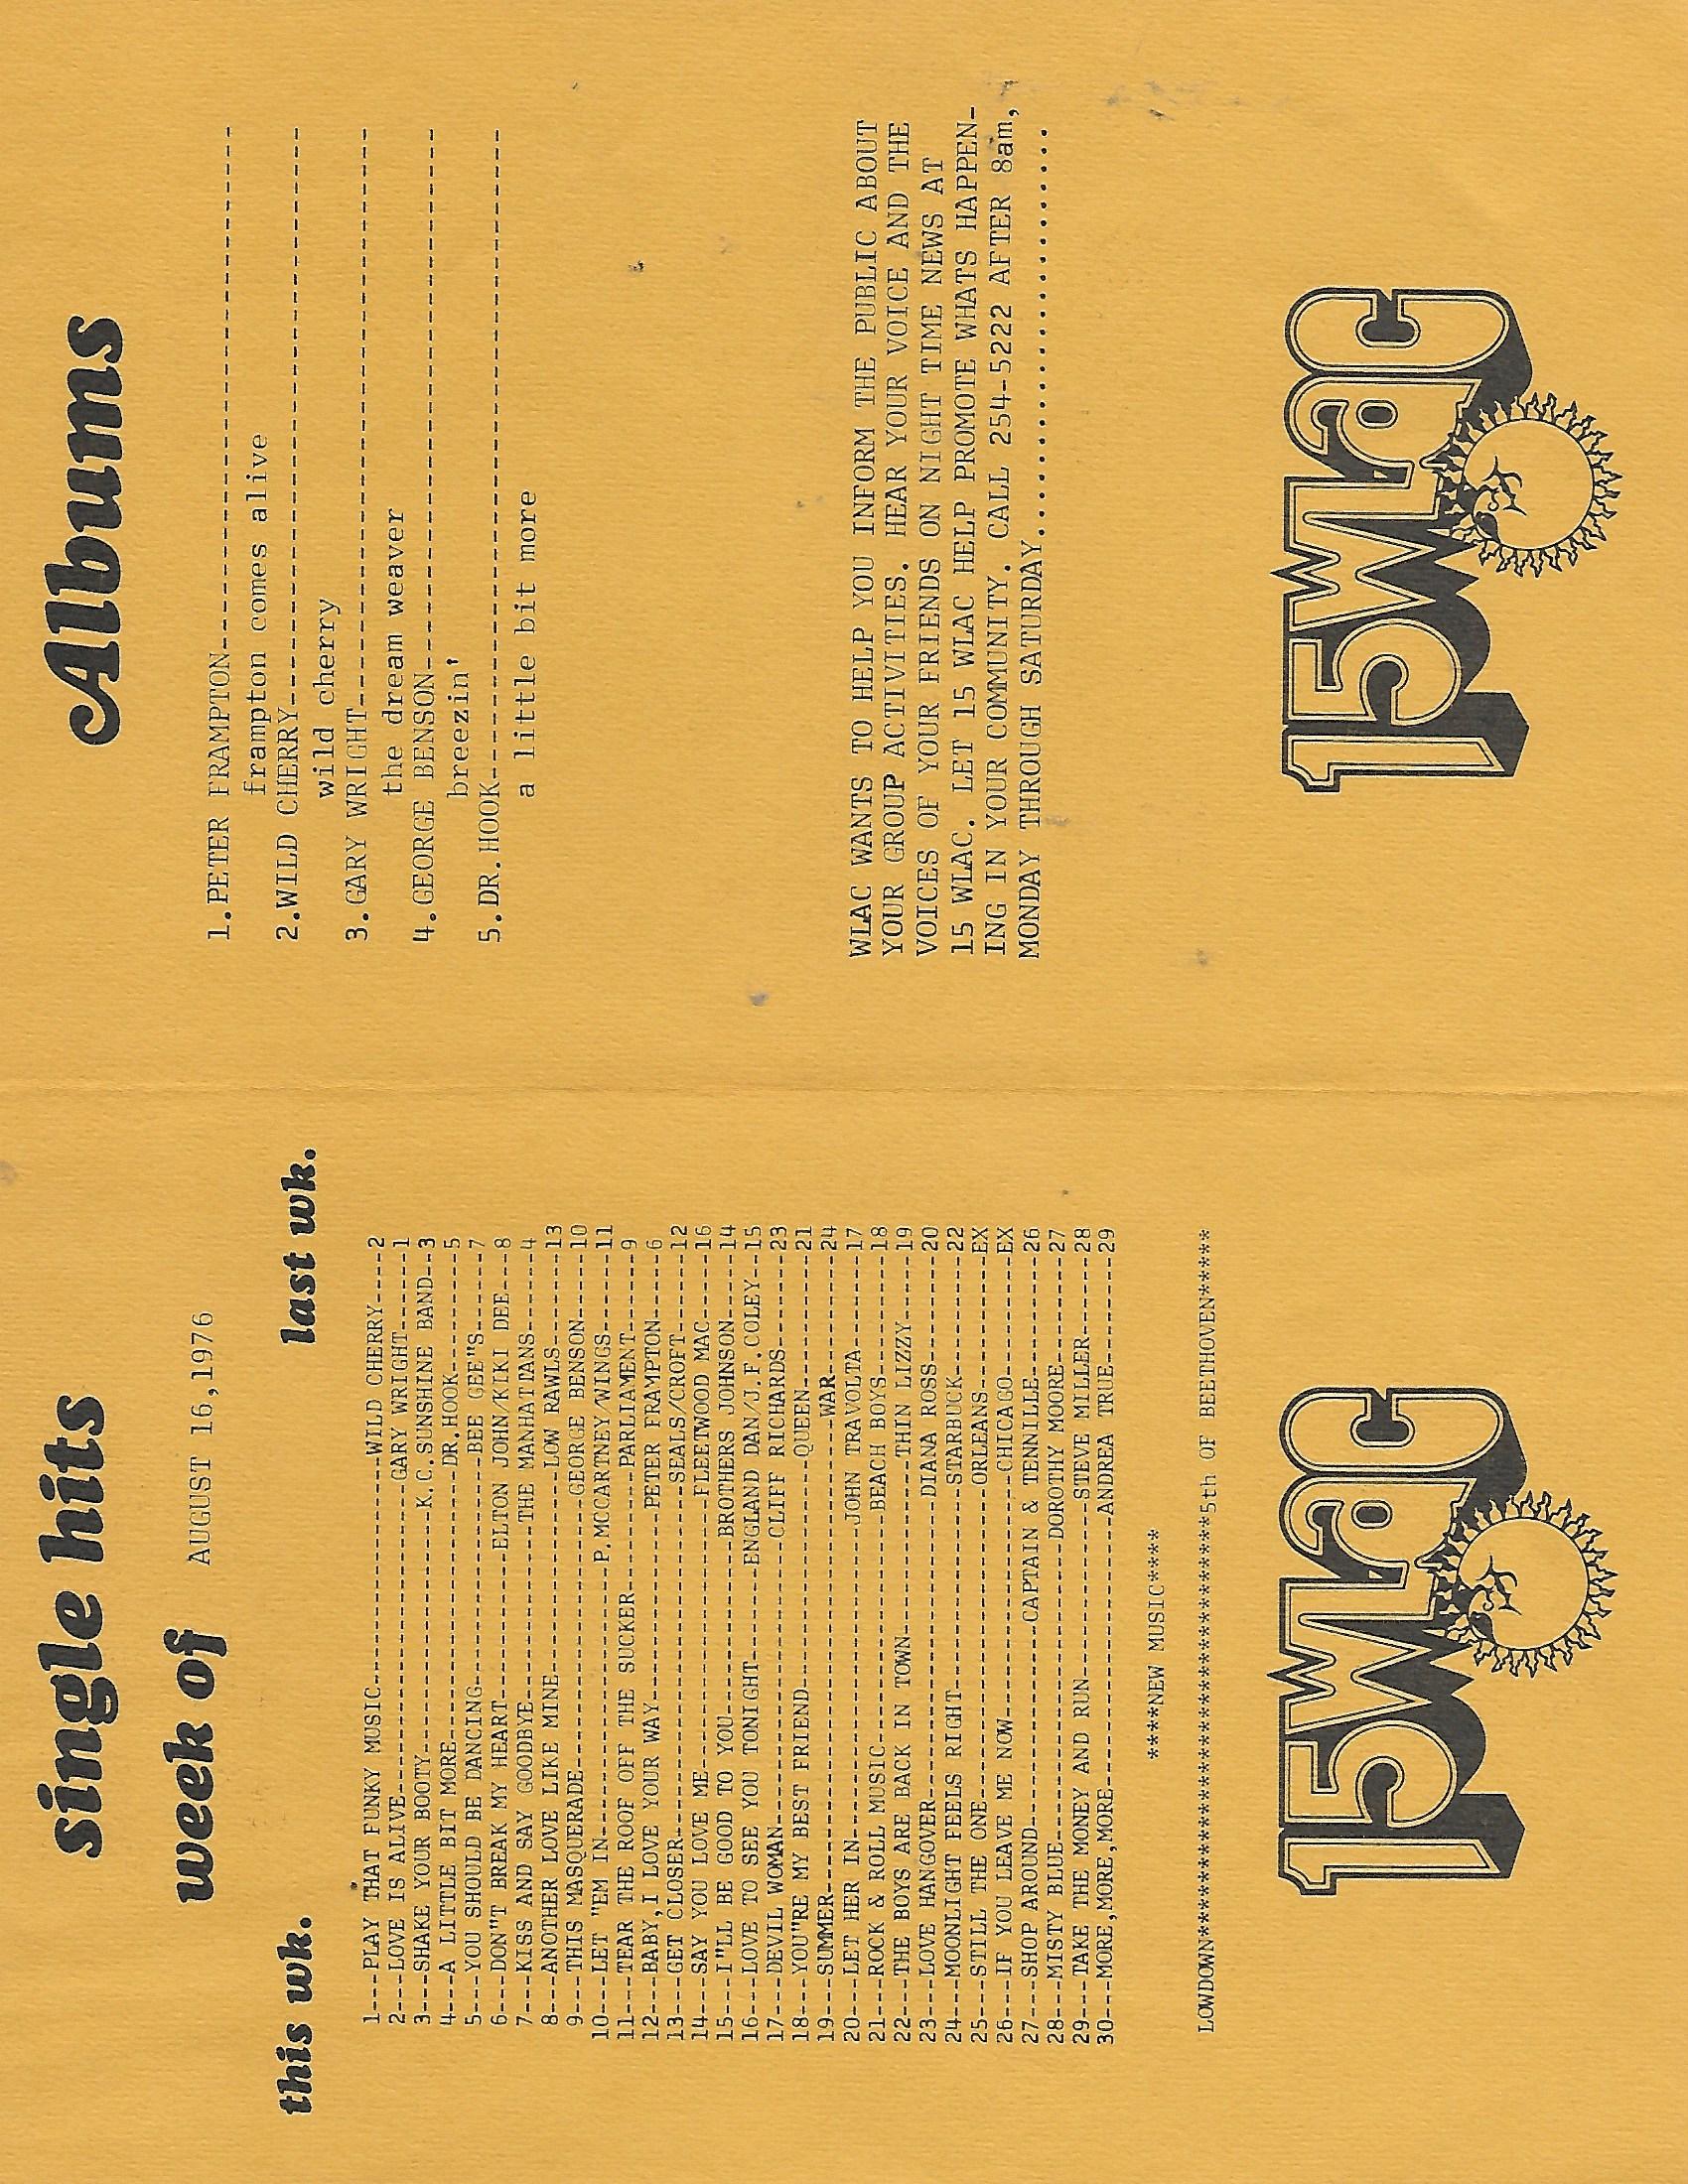 single hits
week of AUGUST 16,1976
this wk. last wk.
1---PLAY THAT FUNKY MUSIC--------------------WILD CHERRY----2
2---LOVE IS ALIVE--------------------GARY WRIGHT-----1
3---SHAKE YOUR BOOTY-----------------K.C.SUNSHINE BAND--3
4---A LITTLE BIT MORE--------------------DR.HOOK--------5
5---YOU SHOULD BE DANCING----------------BEE GEE"S------7
6---DON"T BREAK MY HEART----------ELTON JOHN/KIKI DEE---8
7---KISS AND SAY GOODBYE-------------THE MANHATTANS-----4
8---ANOTHER LOVE LIKE MINE---------------LOW RAWLS-----13
9---THIS MASQUERADE------------------GEORGE BENSON-----10
10---LET "EM IN------------------P.MCCARTNEY/WINGS------11
11---TEAR THE ROOF OFF THE SUCKER--------PARLIAMENT-----9
12---BABY,I LOVE YOUR WAY------------PETER FRAMPTON-----6
13---GET CLOSER----------------------SEALS/CROFT------12
14---SAY YOU LOVE ME-----------------FLEETWOOD MAC-----16
15---I"LL BE GOOD TO YOU-------------BROTHERS JOHNSON----14
16---LOVE TO SEE YOU TONIGHT-----ENGLAND DAN/J.F.COLEY--15
17---DEVIL WOMAN---------------------CLIFF RICHARDS------23
18---YOU"RE MY BEST FRIEND---------------QUEEN----------21
19---SUMMER------------------------------WAR------------24
20---LET HER IN----------------------JOHN TRAVOLTA-------17
21---ROCK & ROLL MUSIC---------------BEACH BOYS---------18
22---THE BOYS ARE BACK IN TOWN-----------THIN LIZZY-----19
23---LOVE HANGOVER-------------------DIANA ROSS---------20
24---MOONLIGHT FEELS RIGHT-----------STARBUCK-----------22
25---STILL THE ONE-------------------ORLEANS------------EX
26---IF YOU LEAVE ME NOW-------------CHICAGO------------EX
27---SHOP AROUND-----------------CAPTAIN & TENNILLE-----26
28---MISTY BLUE----------------------DOROTHY MOORE------27
29---TAKE THE MONEY AND RUN----------STEVE MILLER-------28
30---MORE,MORE,MORE------------------ANDREA TRUE--------29
****NEW MUSIC****
LOWDOWN************************************5th OF BEETHOVEN*****
15WLAC
Albums
1.PETER FRAMPTON------------------------------------
frampton comes alive
2.WILD CHERRY---------------------------------------
wild cherry
3.GARY WRIGHT---------------------------------------
the dream weaver
4.GEORGE BENSON-------------------------------------
breezin'
5.DR.HOOK-------------------------------------------
a little bit more
WLAC WANTS TO HELP YOU INFORM THE PUBLIC ABOUT
YOUR GROUP ACTIVITIES. HEAR YOUR VOICE AND THE
VOICES OF YOUR FRIENDS ON NIGHT TIME NEWS AT
15 WLAC. LET 15 WLAC HELP PROMOTE WHATS HAPPEN-
ING IN YOUR COMMUNITY. CALL 254-5222 AFTER 8am,
MONDAY THROUGH SATURDAY.............................
15WLAC